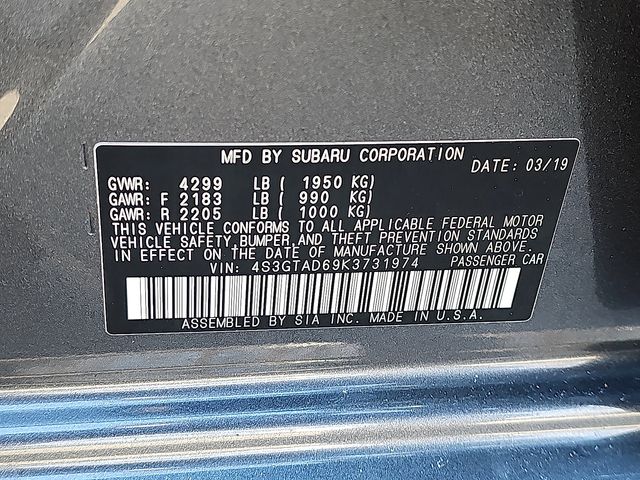 MFD BY SUBARU CORPORATION DATE: 03/19
GVWR: 4299 LB ( 1950 KG)
GAWR: F 2183 LB ( 990 KG)
GAWR: R 2205 LB ( 1000 KG)
THIS VEHICLE CONFORMS TO ALL APPLICABLE FEDERAL MOTOR
VEHICLE SAFETY, BUMPER, AND THEFT PREVENTION STANDARDS
IN EFFECT ON THE DATE OF MANUFACTURE SHOWN ABOVE.
VIN: 4S3GTAD69K3731974 PASSENGER CAR
ASSEMBLED BY SIA INC. MADE IN U.S.A.